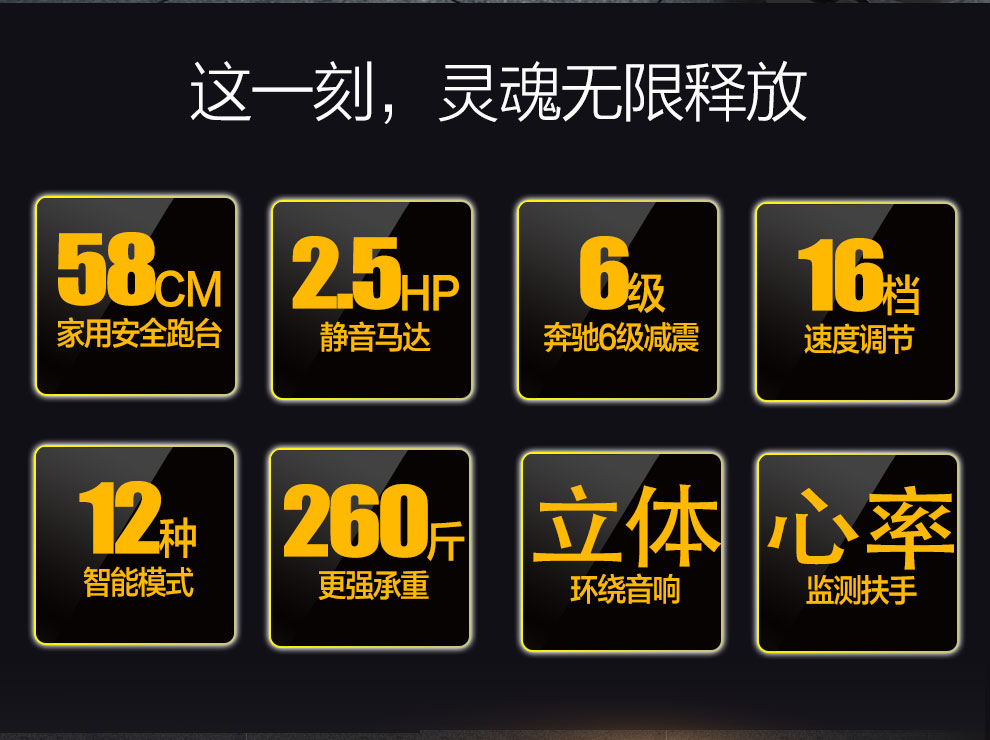 这一刻，灵魂无限释放
58CM
家用安全跑台
2.5HP
静音马达
6级
奔驰6级减震
16档
速度调节
12种
智能模式
260斤
更强承重
立体
环绕音响
心率
监测扶手